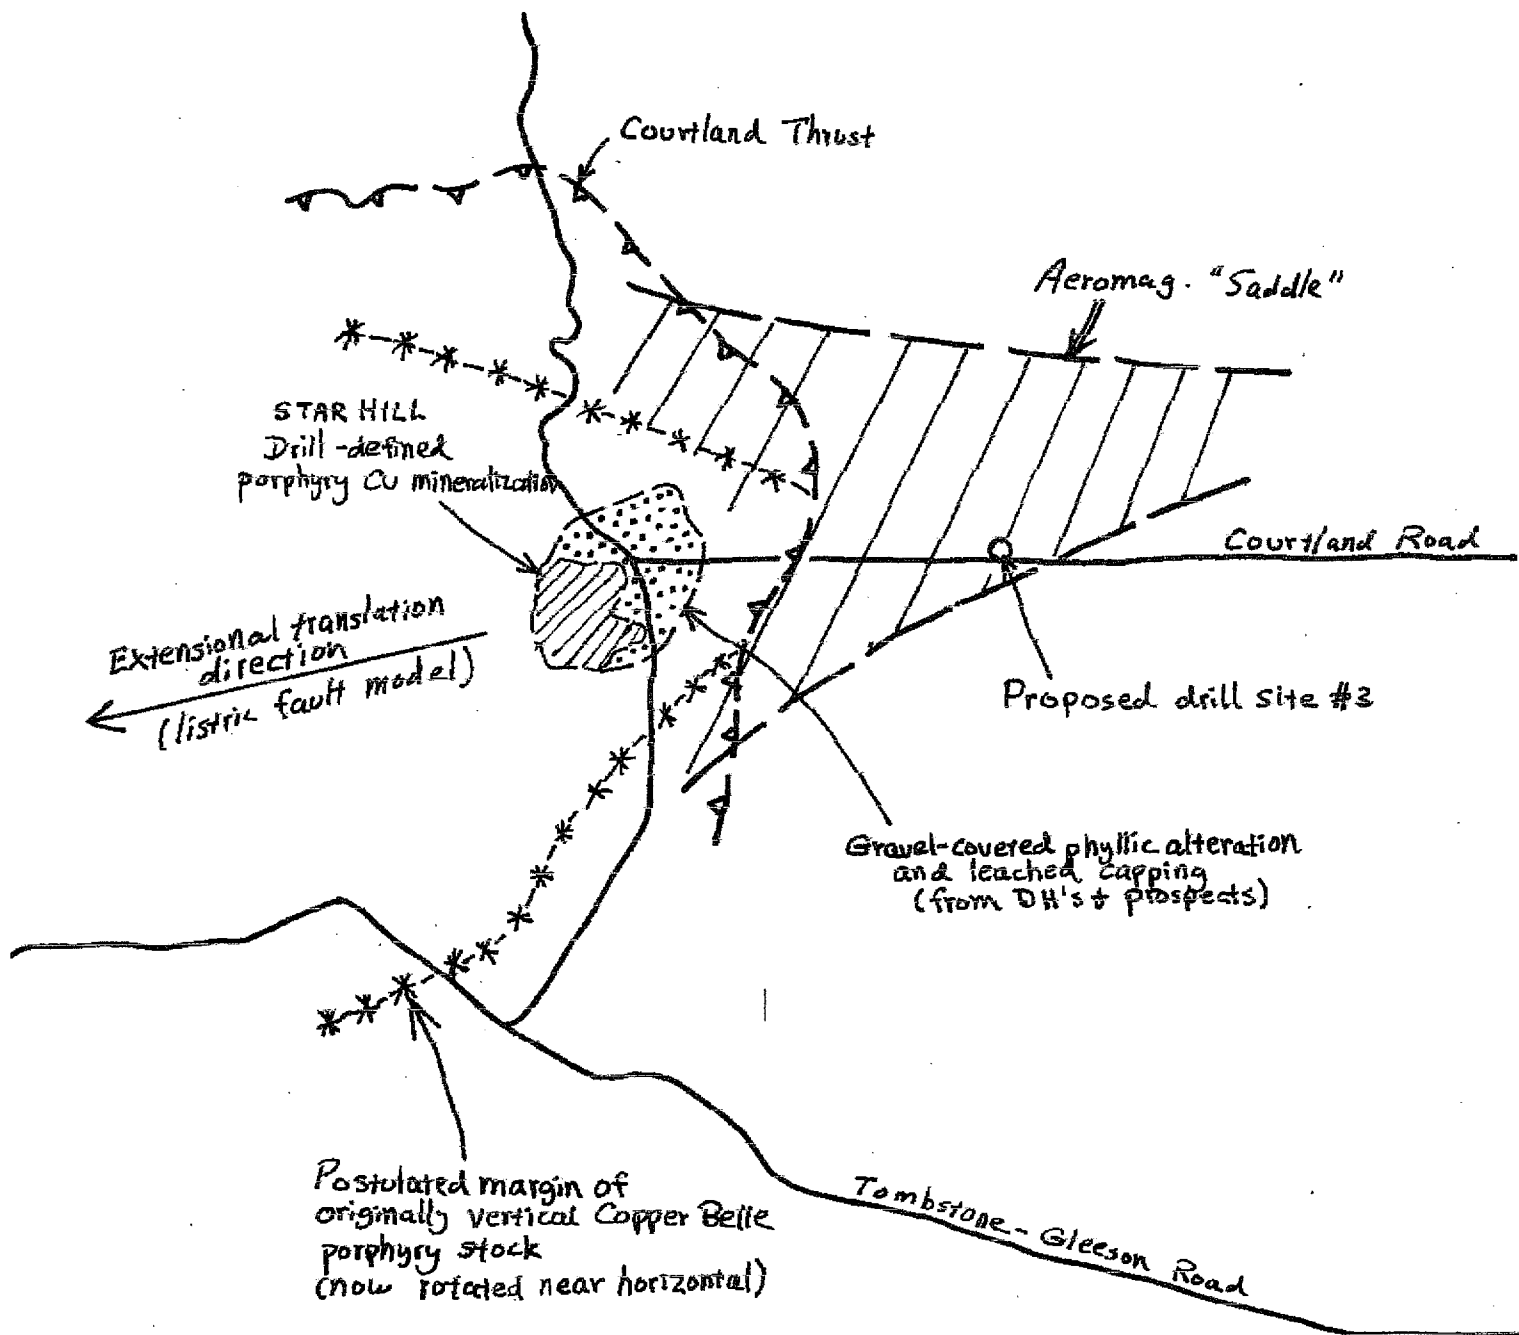 Courtland Thrust
Aeromag. "Saddle"
STAR HILL
Drill-defined
porphyry Cu mineralization
Courtland Road
Extensional translation
direction
(listric fault model)
Proposed drill site #3
Gravel-covered phyllic alteration
and leached capping
(from DH's + prospects)
Postulated margin of
originally vertical Copper Belle
porphyry stock
(now rotated near horizontal)
Tombstone-Gleeson Road